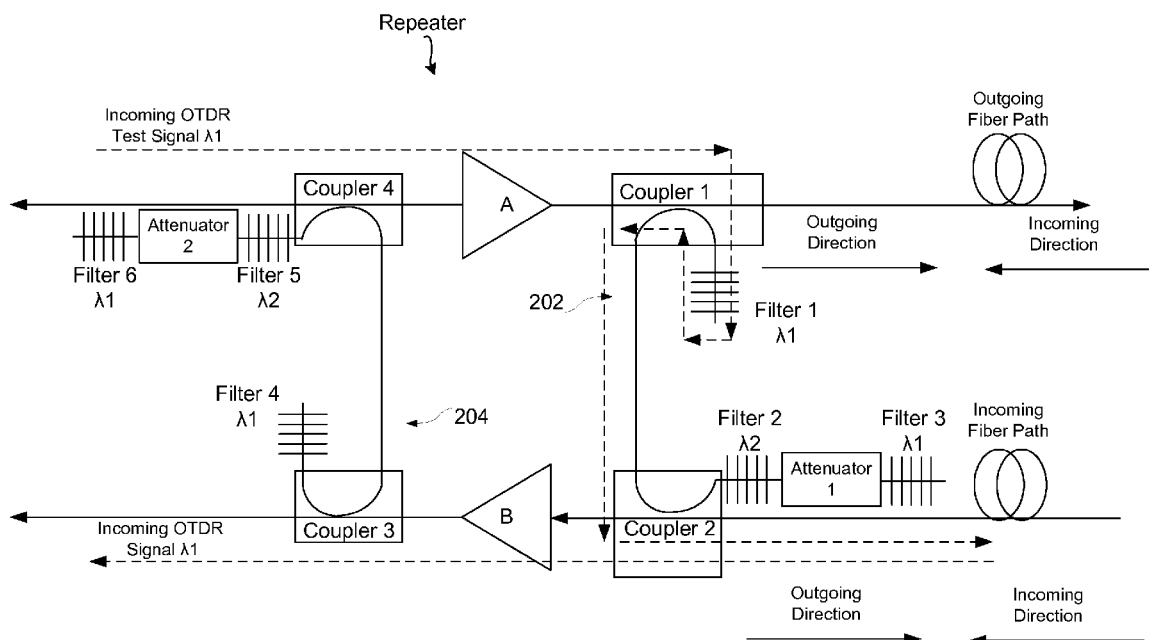 Repeater
Incoming OTDR
Test Signal λ1
Outgoing
Fiber Path
Coupler 4
A
Coupler 1
Attenuator
2
Outgoing
Direction
Incoming
Direction
Filter 6
λ1
Filter 5
λ2
202
Filter 1
λ1
Filter 4
λ1
204
Filter 2
λ2
Filter 3
λ1
Incoming
Fiber Path
Attenuator
1
B
Coupler 3
Coupler 2
Incoming OTDR
Signal λ1
Outgoing
Direction
Incoming
Direction